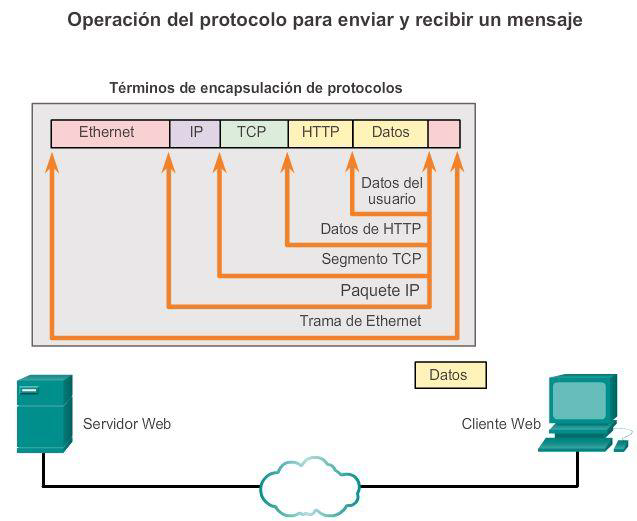 Operación del protocolo para enviar y recibir un mensaje
Términos de encapsulación de protocolos
Ethernet IP TCP HTTP Datos
Datos del
usuario
Datos de HTTP
Segmento TCP
Paquete IP
Trama de Ethernet
Datos
Servidor Web
Cliente Web